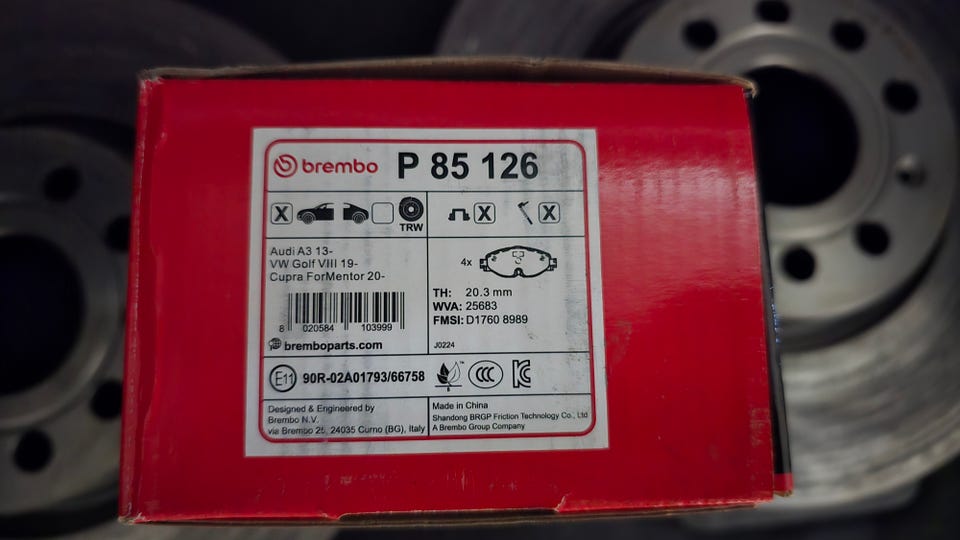 brembo P 85 126
X X X
TRW
Audi A3 13-
VW Golf VIII 19-
Cupra ForMentor 20-
4x
TH: 20.3 mm
WVA: 25683
FMSI: D1760 8989
8 020584 103999
bremboparts.com
J0224
E11 90R-02A01793/66758
CCC KC
Designed & Engineered by
Brembo N.V.
via Brembo 25, 24035 Curno (BG), Italy
Made in China
Shandong BRGP Friction Technology Co., Ltd
A Brembo Group Company